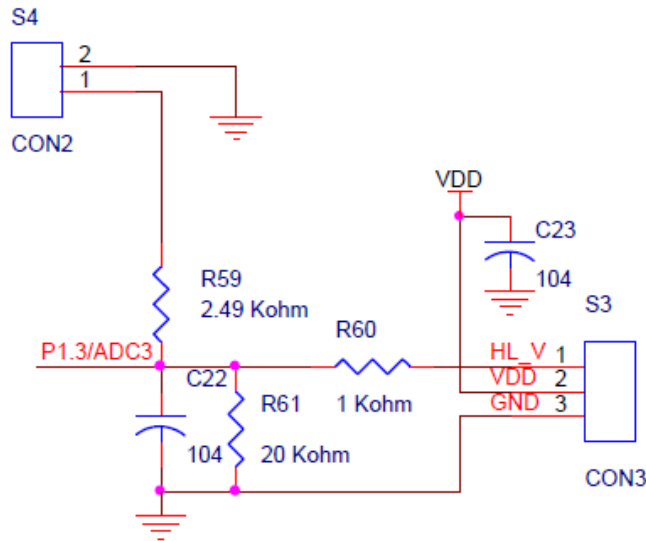 S4
2
1
CON2
VDD
C23
104
R59
2.49 Kohm
S3
R60
P1.3/ADC3
HL_V 1
VDD 2
GND 3
C22
R61
1 Kohm
104
20 Kohm
CON3